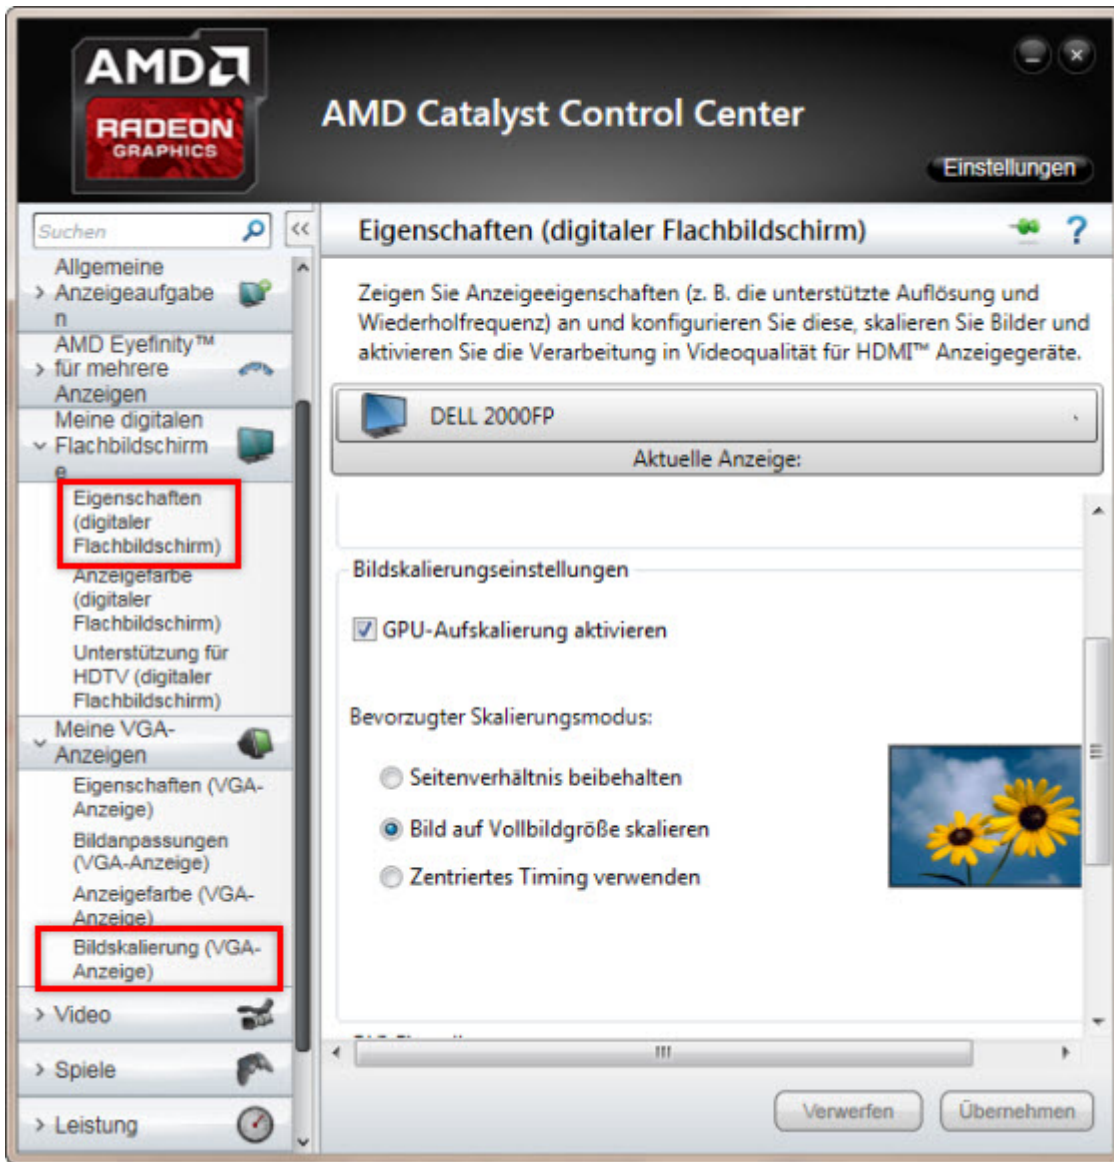 AMD
RADEON
GRAPHICS
AMD Catalyst Control Center
Einstellungen
Suchen
<<
Allgemeine
Anzeigeaufgabe
n
AMD Eyefinity™
für mehrere
Anzeigen
Meine digitalen
Flachbildschirm
e
Eigenschaften
(digitaler
Flachbildschirm)
Anzeigefarbe
(digitaler
Flachbildschirm)
Unterstützung für
HDTV (digitaler
Flachbildschirm)
Meine VGA-
Anzeigen
Eigenschaften (VGA-
Anzeige)
Bildanpassungen
(VGA-Anzeige)
Anzeigefarbe (VGA-
Anzeige)
Bildskalierung (VGA-
Anzeige)
Video
Spiele
Leistung
Eigenschaften (digitaler Flachbildschirm)
?
Zeigen Sie Anzeigeeigenschaften (z. B. die unterstützte Auflösung und
Wiederholfrequenz) an und konfigurieren Sie diese, skalieren Sie Bilder und
aktivieren Sie die Verarbeitung in Videoqualität für HDMI™ Anzeigegeräte.
DELL 2000FP
Aktuelle Anzeige:
Bildskalierungseinstellungen
GPU-Aufskalierung aktivieren
Bevorzugter Skalierungsmodus:
Seitenverhältnis beibehalten
Bild auf Vollbildgröße skalieren
Zentriertes Timing verwenden
Verwerfen
Übernehmen